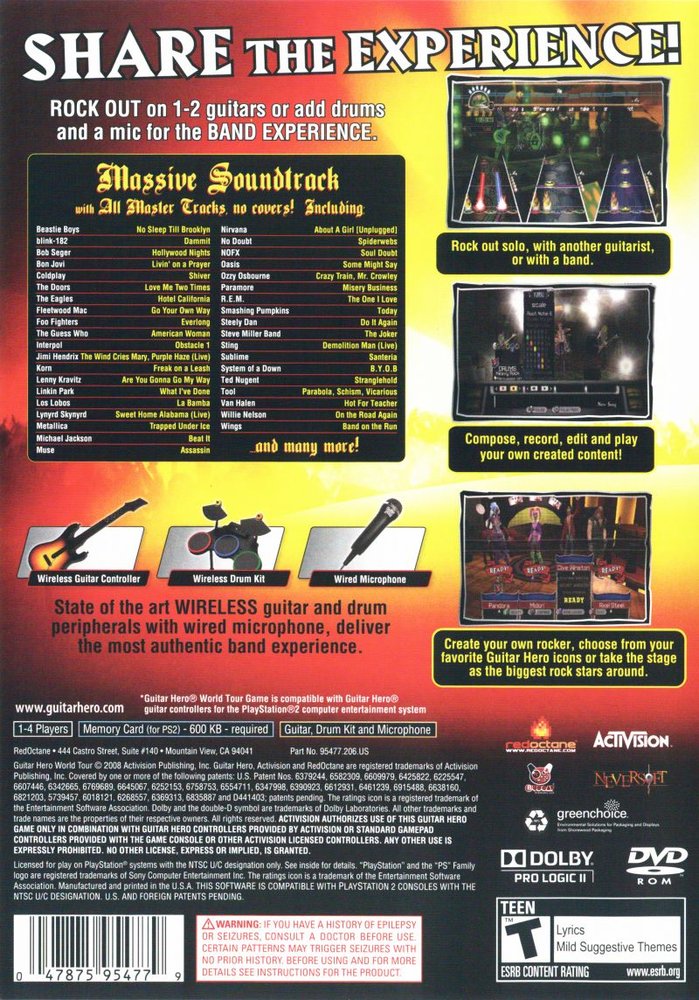 SHARE THE EXPERIENCE!
ROCK OUT on 1-2 guitars or add drums
and a mic for the BAND EXPERIENCE.
Massive Soundtrack
with All Master Tracks, no covers! Including:
Beastie Boys No Sleep Till Brooklyn
blink-182 Dammit
Bob Seger Hollywood Nights
Bon Jovi Livin' on a Prayer
Coldplay Shiver
The Doors Love Me Two Times
The Eagles Hotel California
Fleetwood Mac Go Your Own Way
Foo Fighters Everlong
The Guess Who American Woman
Interpol Obstacle 1
Jimi Hendrix The Wind Cries Mary, Purple Haze (Live)
Korn Freak on a Leash
Lenny Kravitz Are You Gonna Go My Way
Linkin Park What I've Done
Los Lobos La Bamba
Lynyrd Skynyrd Sweet Home Alabama (Live)
Metallica Trapped Under Ice
Michael Jackson Beat It
Muse Assassin
Nirvana About A Girl [Unplugged]
No Doubt Spiderwebs
NOFX Soul Doubt
Oasis Some Might Say
Ozzy Osbourne Crazy Train, Mr. Crowley
Paramore Misery Business
R.E.M. The One I Love
Smashing Pumpkins Today
Steely Dan Do It Again
Steve Miller Band The Joker
Sting Demolition Man (Live)
Sublime Santeria
System of a Down B.Y.O.B
Ted Nugent Stranglehold
Tool Parabola, Schism, Vicarious
Van Halen Hot For Teacher
Willie Nelson On the Road Again
Wings Band on the Run
...and many more!
Rock out solo, with another guitarist,
or with a band.
Compose, record, edit and play
your own created content!
READY!
READY!
Clive Winston
READY
READY!
Pandora
Midori
Axel Steel
Create your own rocker, choose from your
favorite Guitar Hero icons or take the stage
as the biggest rock stars around.
Wireless Guitar Controller
Wireless Drum Kit
Wired Microphone
State of the art WIRELESS guitar and drum
peripherals with wired microphone, deliver
the most authentic band experience.
www.guitarhero.com
*Guitar Hero® World Tour Game is compatible with Guitar Hero®
guitar controllers for the PlayStation®2 computer entertainment system
1-4 Players
Memory Card (for PS2) - 600 KB - required
Guitar, Drum Kit and Microphone
RedOctane • 444 Castro Street, Suite #140 • Mountain View, CA 94041 Part No. 95477.206.US
Guitar Hero World Tour © 2008 Activision Publishing, Inc. Guitar Hero, Activision and RedOctane are registered trademarks of Activision
Publishing, Inc. Covered by one or more of the following patents: U.S. Patent Nos. 6379244, 6582309, 6609979, 6425822, 6225547,
6607446, 6342665, 6769689, 6645067, 6252153, 6758753, 6554711, 6347998, 6390923, 6612931, 6461239, 6915488, 6638160,
6821203, 5739457, 6018121, 6268557, 6369313, 6835887 and D441403; patents pending. The ratings icon is a registered trademark of
the Entertainment Software Association. Dolby and the double-D symbol are trademarks of Dolby Laboratories. All other trademarks and
trade names are the properties of their respective owners. All rights reserved. ACTIVISION AUTHORIZES USE OF THIS GUITAR HERO
GAME ONLY IN COMBINATION WITH GUITAR HERO CONTROLLERS PROVIDED BY ACTIVISION OR STANDARD GAMEPAD
CONTROLLERS PROVIDED WITH THE GAME CONSOLE OR OTHER ACTIVISION LICENSED CONTROLLERS. ANY OTHER USE IS
EXPRESSLY PROHIBITED. NO OTHER LICENSE, EXPRESS OR IMPLIED, IS GRANTED.
Licensed for play on PlayStation® systems with the NTSC U/C designation only. See inside for details. "PlayStation" and the "PS" Family
logo are registered trademarks of Sony Computer Entertainment Inc. The ratings icon is a trademark of the Entertainment Software
Association. Manufactured and printed in the U.S.A. THIS SOFTWARE IS COMPATIBLE WITH PLAYSTATION 2 CONSOLES WITH THE
NTSC U/C DESIGNATION. U.S. AND FOREIGN PATENTS PENDING.
redoctane
WWW.REDOCTANE.COM
ACTIVISION.
NEVERSOFT
greenchoice
Environmental Solutions for Packaging and Displays
from Shorewood Packaging
DOLBY
PRO LOGIC II
DVD
ROM
0 47875 95477 9
WARNING: IF YOU HAVE A HISTORY OF EPILEPSY
OR SEIZURES, CONSULT A DOCTOR BEFORE USE.
CERTAIN PATTERNS MAY TRIGGER SEIZURES WITH
NO PRIOR HISTORY. BEFORE USING AND FOR MORE
DETAILS SEE INSTRUCTIONS FOR THE PRODUCT.
TEEN
T
Lyrics
Mild Suggestive Themes
ESRB CONTENT RATING www.esrb.org